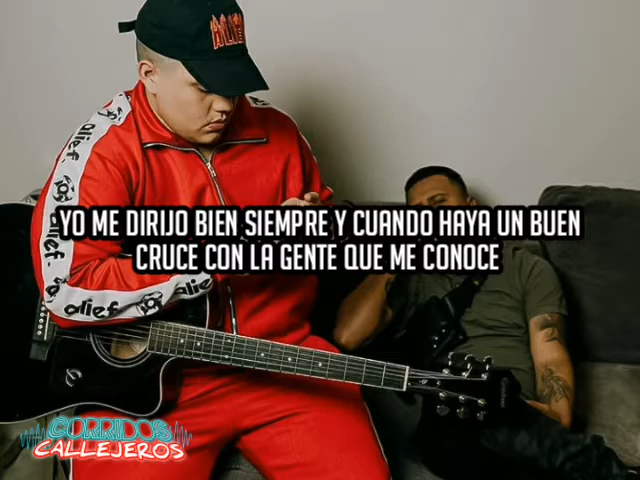 ALIEF
alief.
alief.
alief
alief
YO ME DIRIJO BIEN SIEMPRE Y CUANDO HAYA UN BUEN
CRUCE CON LA GENTE QUE ME CONOCE
CORRIDOS
CALLEJEROS